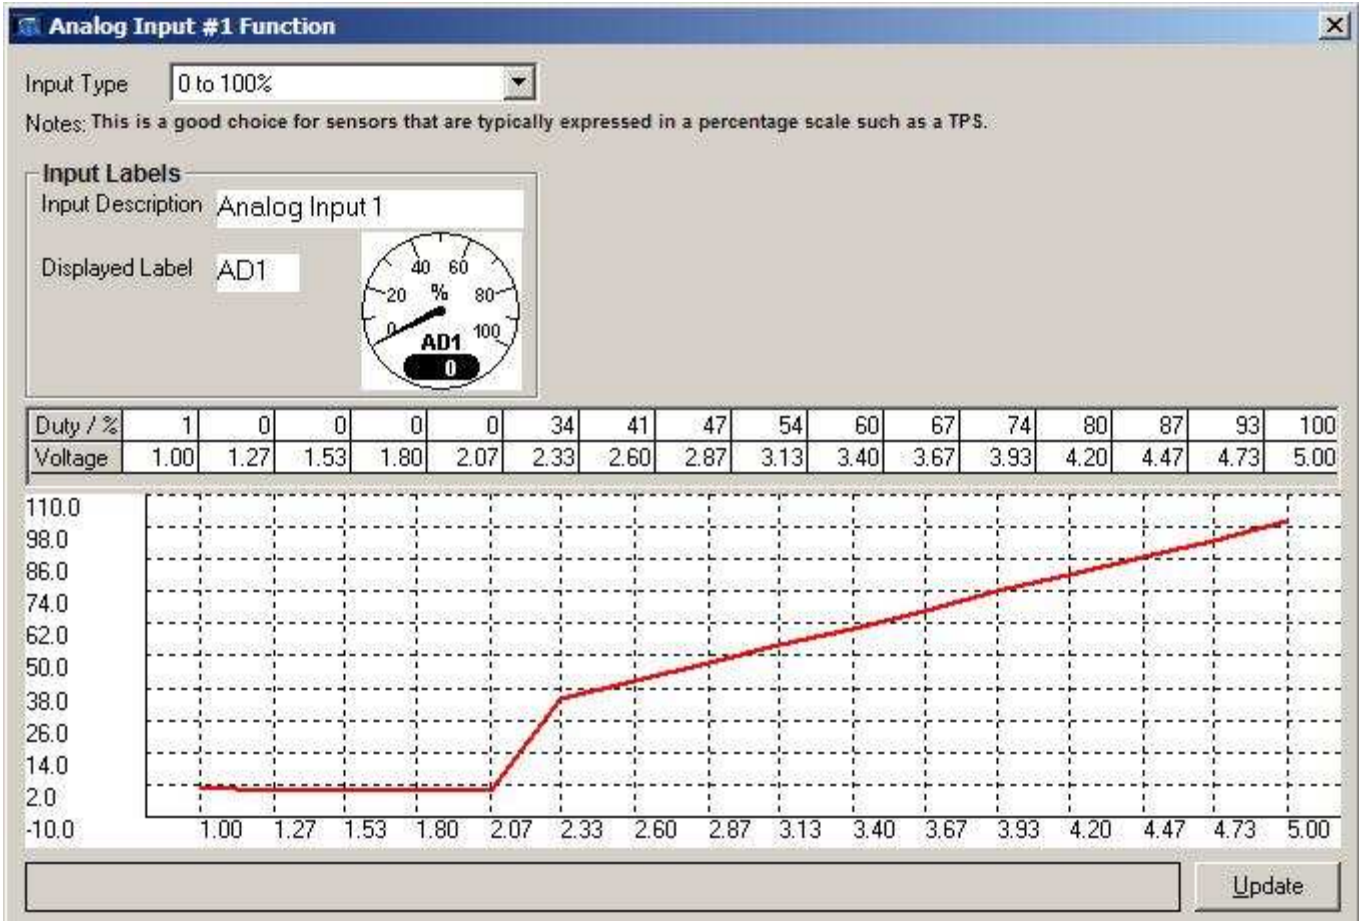 Analog Input #1 Function
Input Type 0 to 100%
Notes: This is a good choice for sensors that are typically expressed in a percentage scale such as a TPS.
Input Labels
Input Description Analog Input 1
Displayed Label AD1
40 60
20 % 80
0 100
AD1
0
Duty / % 1 0 0 0 0 34 41 47 54 60 67 74 80 87 93 100
Voltage 1.00 1.27 1.53 1.80 2.07 2.33 2.60 2.87 3.13 3.40 3.67 3.93 4.20 4.47 4.73 5.00
110.0
98.0
86.0
74.0
62.0
50.0
38.0
26.0
14.0
2.0
-10.0
1.00 1.27 1.53 1.80 2.07 2.33 2.60 2.87 3.13 3.40 3.67 3.93 4.20 4.47 4.73 5.00
Update